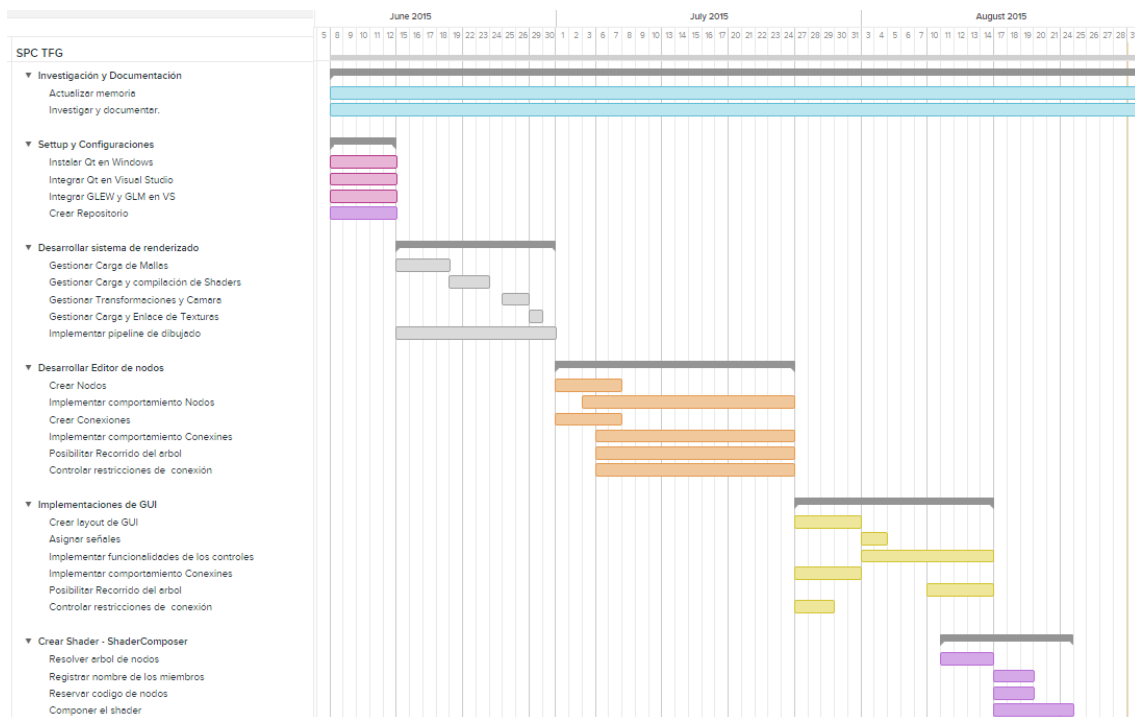 June 2015 July 2015 August 2015
5 8 9 10 11 12 15 16 17 18 19 22 23 24 25 26 29 30 1 2 3 6 7 8 9 10 13 14 15 16 17 20 21 22 23 24 27 28 29 30 31 3 4 5 6 7 10 11 12 13 14 17 18 19 20 21 24 25 26 27 28
SPC TFG
Investigación y Documentación
Actualizar memoria
Investigar y documentar.
Settup y Configuraciones
Instalar Qt en Windows
Integrar Qt en Visual Studio
Integrar GLEW y GLM en VS
Crear Repositorio
Desarrollar sistema de renderizado
Gestionar Carga de Mallas
Gestionar Carga y compilación de Shaders
Gestionar Transformaciones y Camara
Gestionar Carga y Enlace de Texturas
Implementar pipeline de dibujado
Desarrollar Editor de nodos
Crear Nodos
Implementar comportamiento Nodos
Crear Conexiones
Implementar comportamiento Conexines
Posibilitar Recorrido del arbol
Controlar restricciones de conexión
Implementaciones de GUI
Crear layout de GUI
Asignar señales
Implementar funcionalidades de los controles
Implementar comportamiento Conexines
Posibilitar Recorrido del arbol
Controlar restricciones de conexión
Crear Shader - ShaderComposer
Resolver arbol de nodos
Registrar nombre de los miembros
Reservar codigo de nodos
Componer el shader